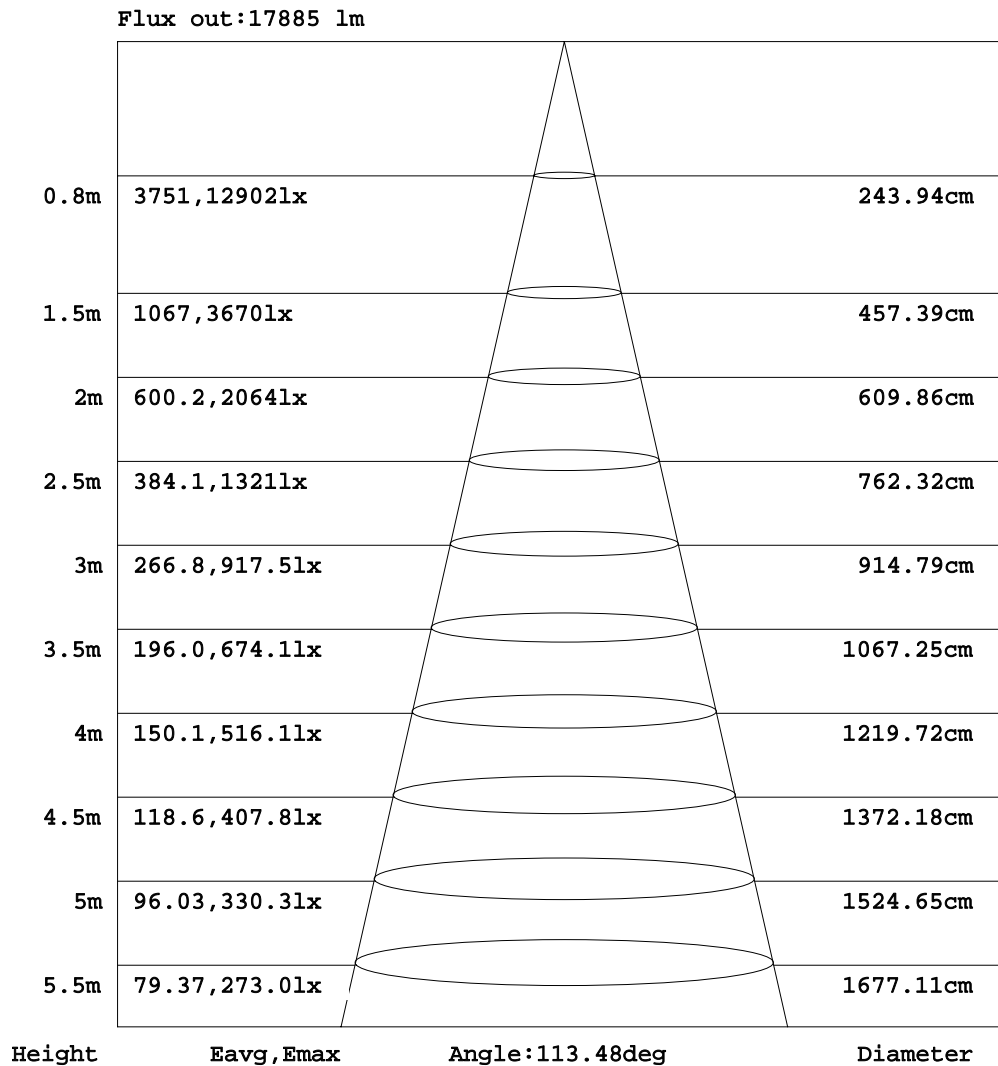 Flux out:17885 lm
0.8m 3751,12902lx 243.94cm
1.5m 1067,3670lx 457.39cm
2m 600.2,2064lx 609.86cm
2.5m 384.1,1321lx 762.32cm
3m 266.8,917.5lx 914.79cm
3.5m 196.0,674.1lx 1067.25cm
4m 150.1,516.1lx 1219.72cm
4.5m 118.6,407.8lx 1372.18cm
5m 96.03,330.3lx 1524.65cm
5.5m 79.37,273.0lx 1677.11cm
Height Eavg,Emax Angle:113.48deg Diameter